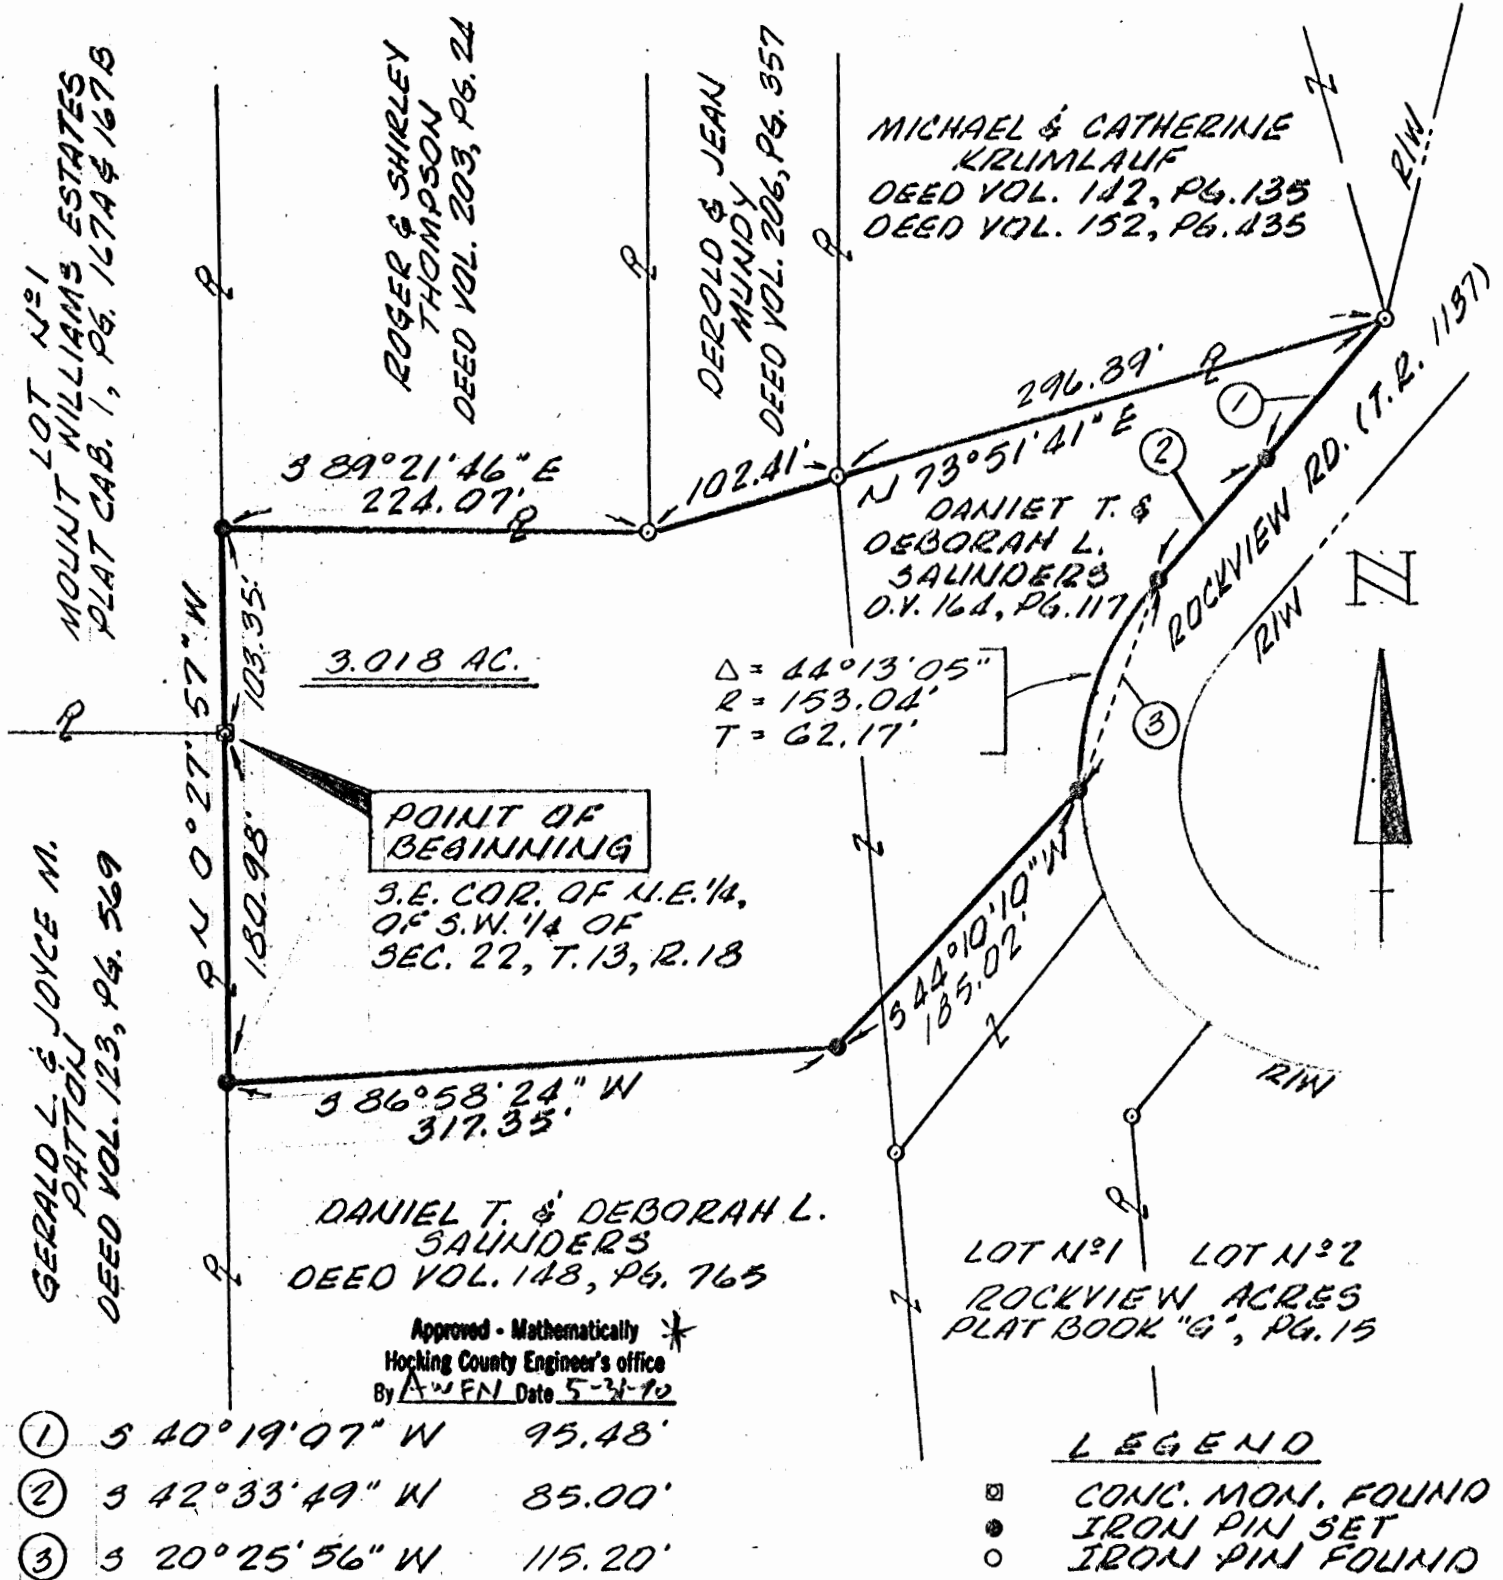 LOT Nº1
MOUNT WILLIAMS ESTATES
PLAT CAB. 1, PG. 167A & 167B
ROGER & SHIRLEY
THOMPSON
DEED VOL. 203, PG. 24
DEROLD & JEAN
MUNDY
DEED VOL. 206, PG. 357
MICHAEL & CATHERINE
KRUMLAUF
DEED VOL. 142, PG. 135
DEED VOL. 152, PG. 435
R/W
S 89°21'46" E
224.07'
102.41'
296.89'
N 73°51'41" E
1
2
ROCKVIEW RD. (T.R. 1187)
R/W
DANIET T. &
DEBORAH L.
SAUNDERS
D.V. 164, PG. 117
N
N 0°27'57" W
103.35'
3.018 AC.
Δ = 44°13'05"
R = 153.04'
T = 62.17'
3
POINT OF
BEGINNING
S.E. COR. OF N.E. 1/4,
OF S.W. 1/4 OF
SEC. 22, T. 13, R. 18
180.98'
GERALD L. & JOYCE M.
PATTON
DEED VOL. 123, PG. 569
S 44°10'10" W
185.02'
R/W
S 86°58'24" W
317.35'
DANIEL T. & DEBORAH L.
SAUNDERS
DEED VOL. 148, PG. 765
LOT Nº1 LOT Nº2
ROCKVIEW ACRES
PLAT BOOK "G", PG. 15
Approved - Mathematically
Hocking County Engineer's office
By Date 5-31-90
1 S 40°19'07" W 95.48'
2 S 42°33'49" W 85.00'
3 S 20°25'56" W 115.20'
LEGEND
CONC. MON. FOUND
IRON PIN SET
IRON PIN FOUND